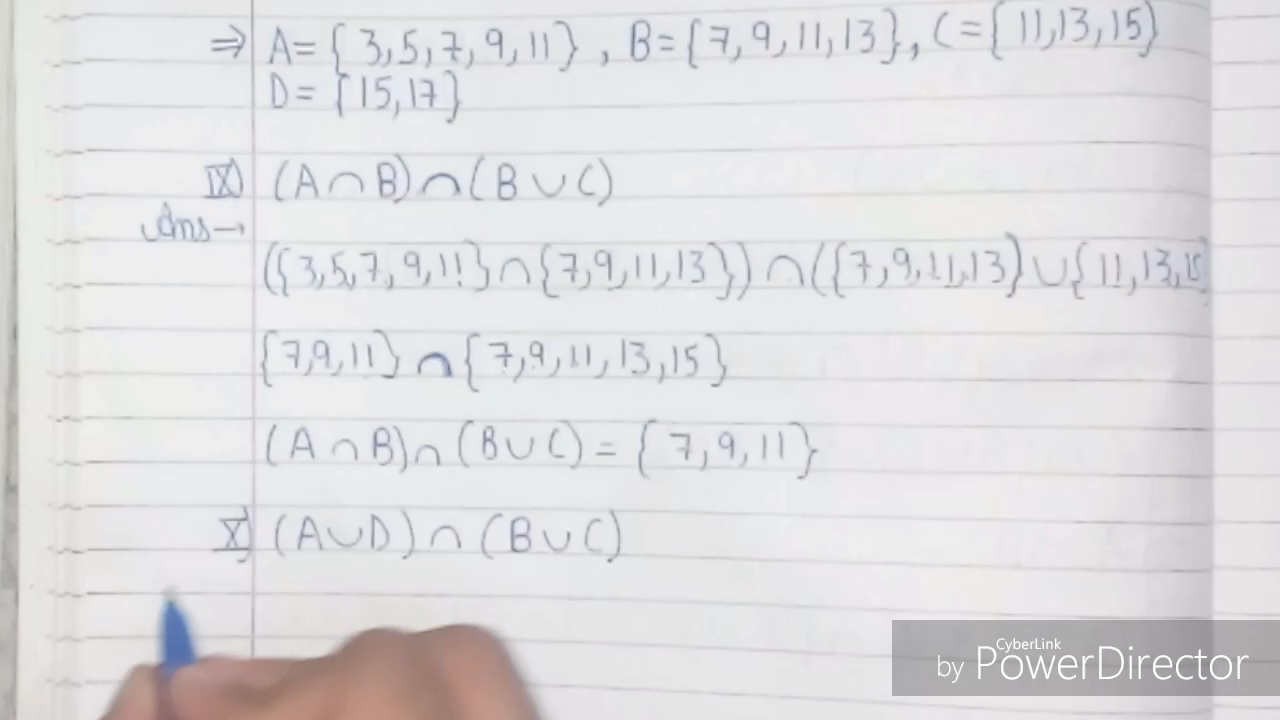 ⇒ A = { 3, 5, 7, 9, 11 } , B = { 7, 9, 11, 13 }, C = { 11, 13, 15 }
D = { 15, 17 }
IX) (A ∩ B) ∩ ( B ∪ C)
Ans →
({ 3, 5, 7, 9, 11 } ∩ { 7, 9, 11, 13 }) ∩ ({ 7, 9, 11, 13 } ∪ { 11, 13, 15
{ 7, 9, 11 } ∩ { 7, 9, 11, 13, 15 }
(A ∩ B) ∩ (B ∪ C) = { 7, 9, 11 }
X) (A ∪ D) ∩ (B ∪ C)
CyberLink
by PowerDirector